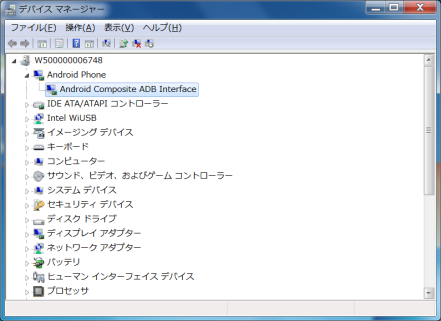 デバイス マネージャー
ファイル(F) 操作(A) 表示(V) ヘルプ(H)
W500000006748
Android Phone
Android Composite ADB Interface
IDE ATA/ATAPI コントローラー
Intel WiUSB
イメージング デバイス
キーボード
コンピューター
サウンド、ビデオ、およびゲーム コントローラー
システム デバイス
セキュリティ デバイス
ディスク ドライブ
ディスプレイ アダプター
ネットワーク アダプター
バッテリ
ヒューマン インターフェイス デバイス
プロセッサ